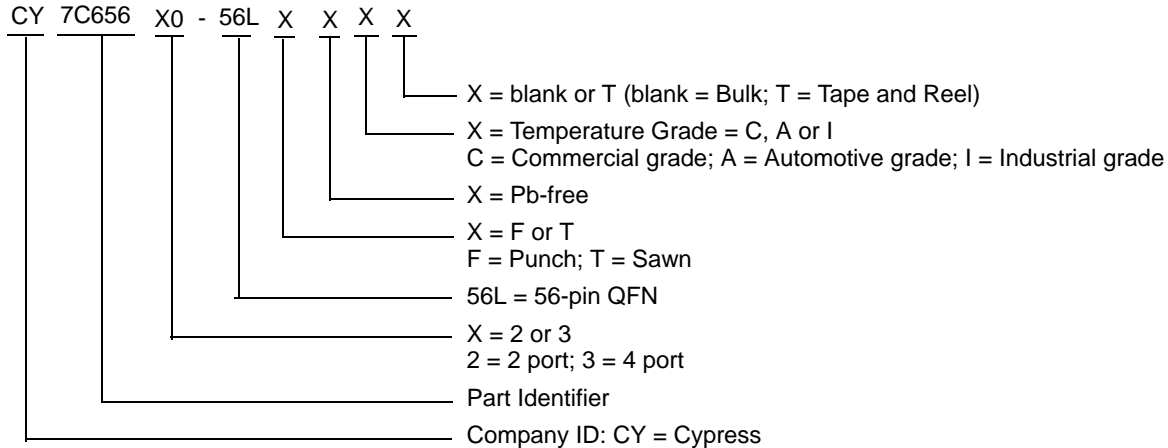 CY 7C656 X0 - 56L X X X X
X = blank or T (blank = Bulk; T = Tape and Reel)
X = Temperature Grade = C, A or I
C = Commercial grade; A = Automotive grade; I = Industrial grade
X = Pb-free
X = F or T
F = Punch; T = Sawn
56L = 56-pin QFN
X = 2 or 3
2 = 2 port; 3 = 4 port
Part Identifier
Company ID: CY = Cypress